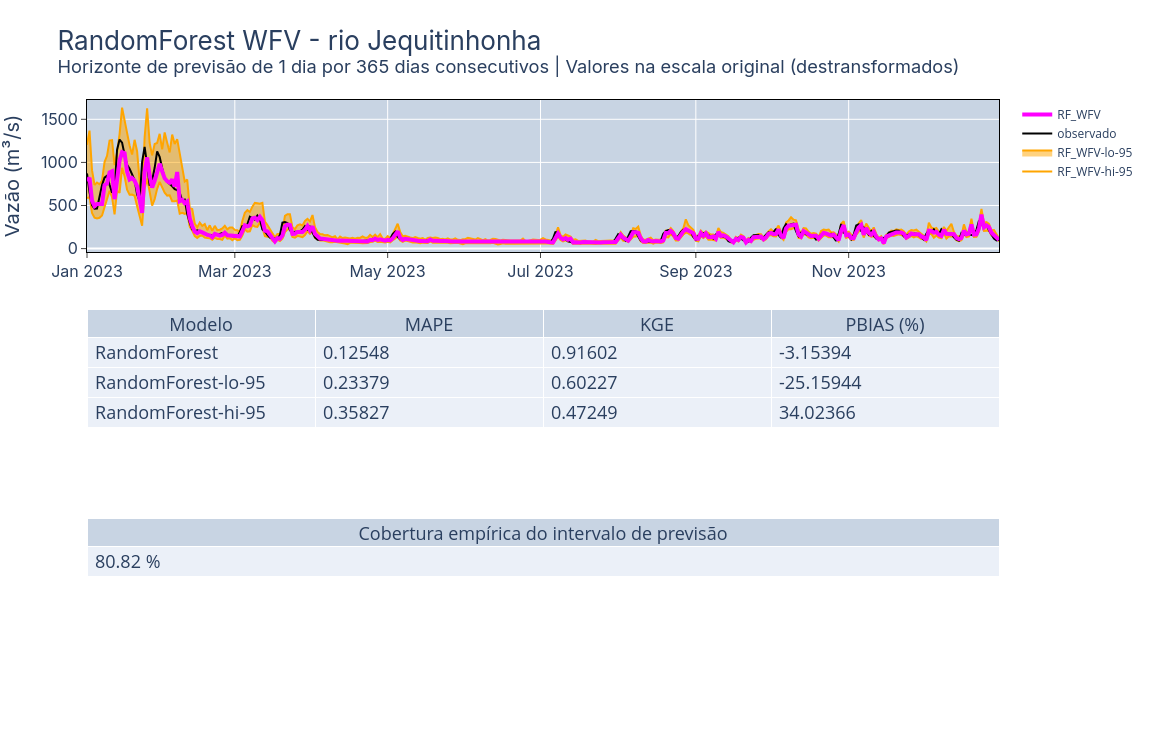 RandomForest WFV - rio Jequitinhonha
Horizonte de previsão de 1 dia por 365 dias consecutivos | Valores na escala original (destransformados)
Vazão (m³/s)
1500
1000
500
0
Jan 2023 Mar 2023 May 2023 Jul 2023 Sep 2023 Nov 2023
RF_WFV
observado
RF_WFV-lo-95
RF_WFV-hi-95
Modelo MAPE KGE PBIAS (%)
RandomForest 0.12548 0.91602 -3.15394
RandomForest-lo-95 0.23379 0.60227 -25.15944
RandomForest-hi-95 0.35827 0.47249 34.02366
Cobertura empírica do intervalo de previsão
80.82 %